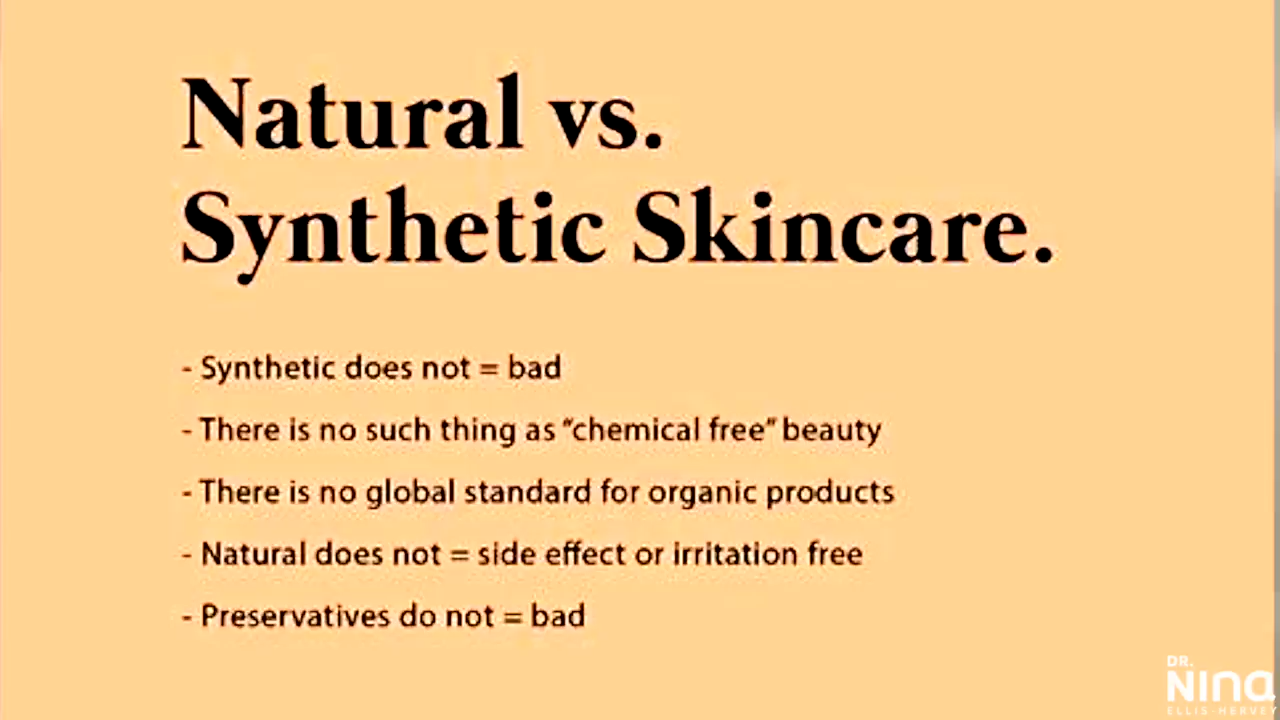 Natural vs.
Synthetic Skincare.
- Synthetic does not = bad
- There is no such thing as “chemical free” beauty
- There is no global standard for organic products
- Natural does not = side effect or irritation free
- Preservatives do not = bad
DR.
Nina
ELLIS-HERVEY